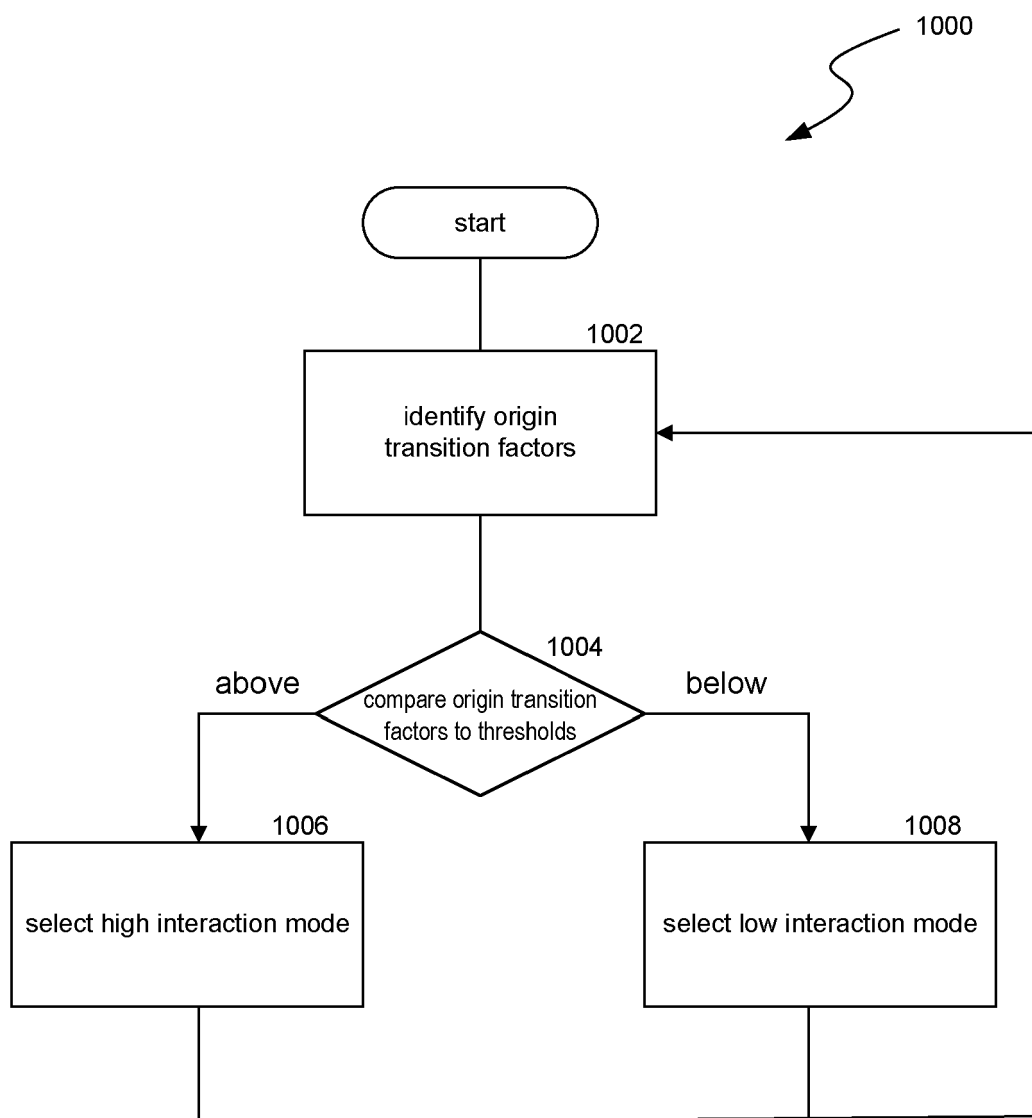 1000
start
1002
identify origin
transition factors
1004
above
below
compare origin transition
factors to thresholds
1006
1008
select high interaction mode
select low interaction mode